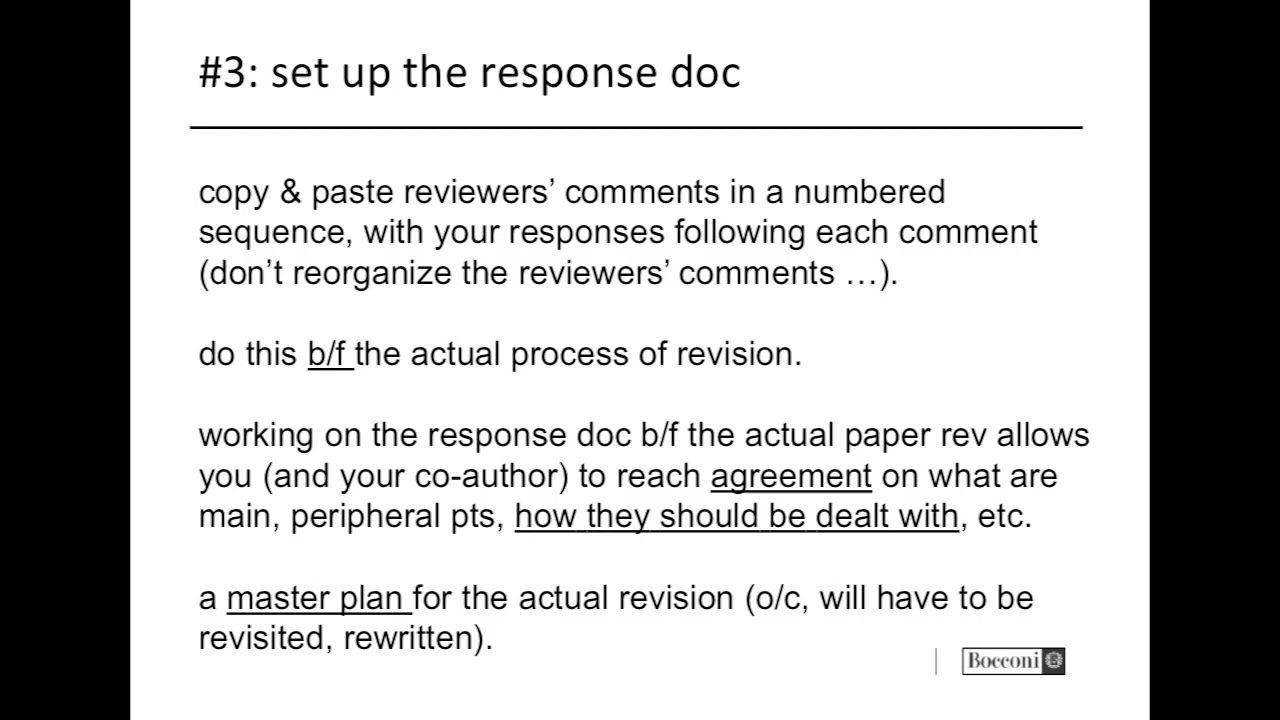 #3: set up the response doc
copy & paste reviewers’ comments in a numbered
sequence, with your responses following each comment
(don’t reorganize the reviewers’ comments …).
do this b/f the actual process of revision.
working on the response doc b/f the actual paper rev allows
you (and your co-author) to reach agreement on what are
main, peripheral pts, how they should be dealt with, etc.
a master plan for the actual revision (o/c, will have to be
revisited, rewritten).
Bocconi